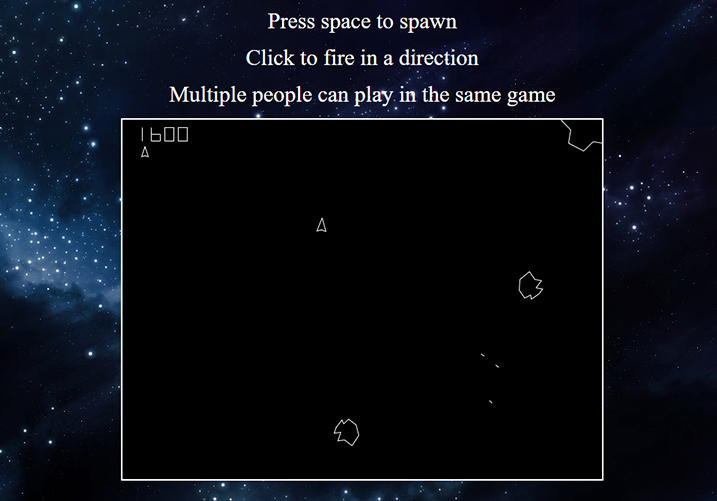 Press space to spawn
Click to fire in a direction
Multiple people can play in the same game
1600